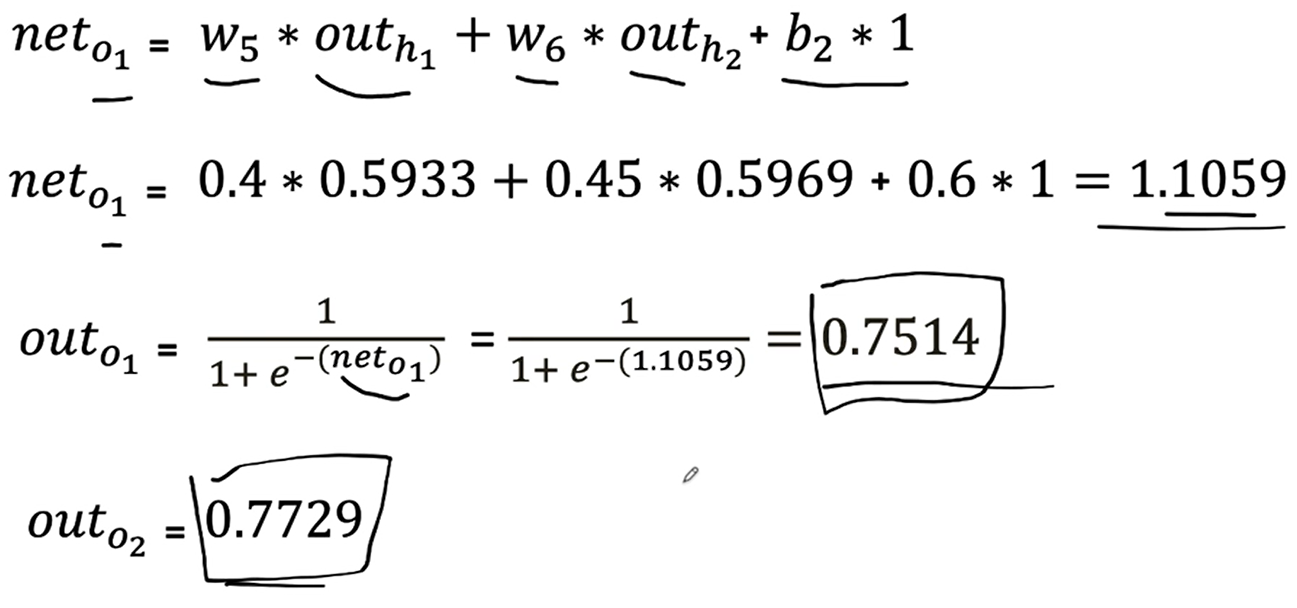 net_{o_1} = w_5 * out_{h_1} + w_6 * out_{h_2} + b_2 * 1
net_{o_1} = 0.4 * 0.5933 + 0.45 * 0.5969 + 0.6 * 1 = 1.1059
out_{o_1} = \frac{1}{1+ e^{-(net_{o_1})}} = \frac{1}{1+ e^{-(1.1059)}} = 0.7514
out_{o_2} = 0.7729